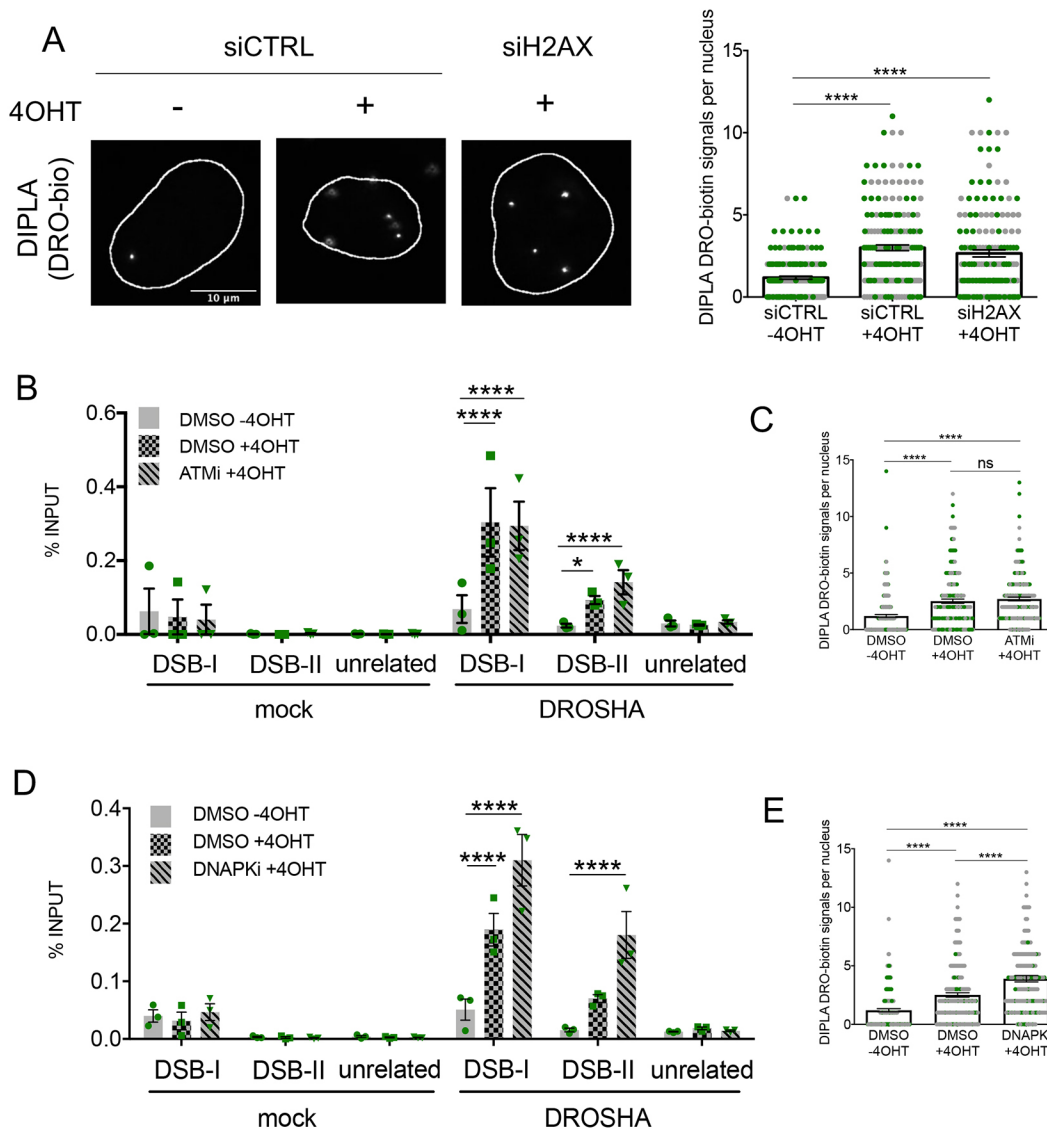 A
siCTRL
siH2AX
4OHT
-
+
+
DIPLA
(DRO-bio)
10 µm
DIPLA DRO-biotin signals per nucleus
15
10
5
0
****
****
siCTRL
-4OHT
siCTRL
+4OHT
siH2AX
+4OHT
B
% INPUT
0.6
0.4
0.2
0.0
DMSO -4OHT
DMSO +4OHT
ATMi +4OHT
****
****
****
*
DSB-I
DSB-II
unrelated
DSB-I
DSB-II
unrelated
mock
DROSHA
C
DIPLA DRO-biotin signals per nucleus
15
10
5
0
****
****
ns
DMSO
-4OHT
DMSO
+4OHT
ATMi
+4OHT
D
% INPUT
0.4
0.3
0.2
0.1
0.0
DMSO -4OHT
DMSO +4OHT
DNAPKi +4OHT
****
****
****
DSB-I
DSB-II
unrelated
DSB-I
DSB-II
unrelated
mock
DROSHA
E
DIPLA DRO-biotin signals per nucleus
15
10
5
0
****
****
****
DMSO
-4OHT
DMSO
+4OHT
DNAPK
+4OHT